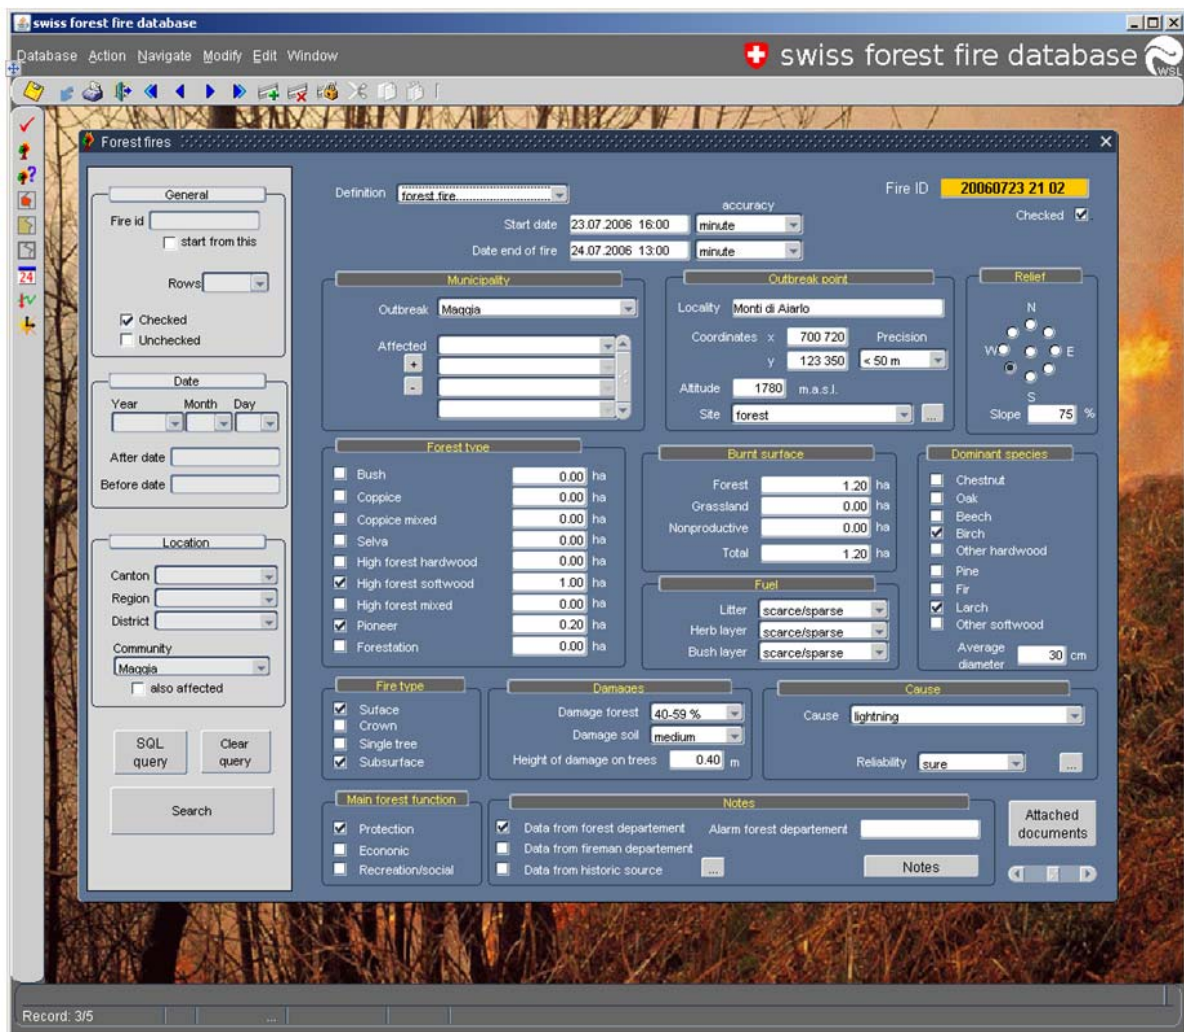 swiss forest fire database
Database Action Navigate Modify Edit Window
swiss forest fire database
WSL
24
Forest fires
General
Fire id
start from this
Rows
Checked
Unchecked
Date
Year Month Day
After date
Before date
Location
Canton
Region
District
Community
Maggia
also affected
SQL query
Clear query
Search
Definition forest fire
Fire ID 20060723 21 02
accuracy
Checked
Start date 23.07.2006 16:00 minute
Date end of fire 24.07.2006 13:00 minute
Municipality
Outbreak Maggia
Affected
+
-
Outbreak point
Locality Monti di Aiarlo
Coordinates x 700 720 Precision
y 123 350 < 50 m
Altitude 1780 m.a.s.l.
Site forest ...
Relief
N
W E
S
Slope 75 %
Forest type
Bush 0.00 ha
Coppice 0.00 ha
Coppice mixed 0.00 ha
Selva 0.00 ha
High forest hardwood 0.00 ha
High forest softwood 1.00 ha
High forest mixed 0.00 ha
Pioneer 0.20 ha
Forestation 0.00 ha
Burnt surface
Forest 1.20 ha
Grassland 0.00 ha
Nonproductive 0.00 ha
Total 1.20 ha
Fuel
Litter scarce/sparse
Herb layer scarce/sparse
Bush layer scarce/sparse
Dominant species
Chestnut
Oak
Beech
Birch
Other hardwood
Pine
Fir
Larch
Other softwood
Average diameter 30 cm
Fire type
Suface
Crown
Single tree
Subsurface
Damages
Damage forest 40-59 %
Damage soil medium
Height of damage on trees 0.40 m
Cause
Cause lightning
Reliability sure ...
Main forest function
Protection
Econonic
Recreation/social
Notes
Data from forest departement Alarm forest departement
Data from fireman departement
Data from historic source ...
Notes
Attached documents
Record: 3/5 ...